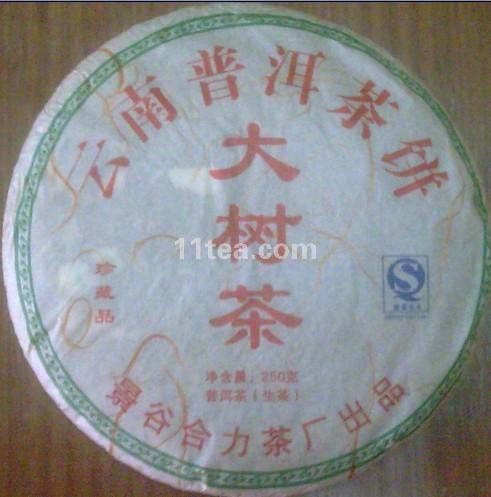 云南普洱茶饼
大树茶
11tea.com
珍藏品
净含量：250克
普洱茶（生茶）
景谷合力茶厂出品